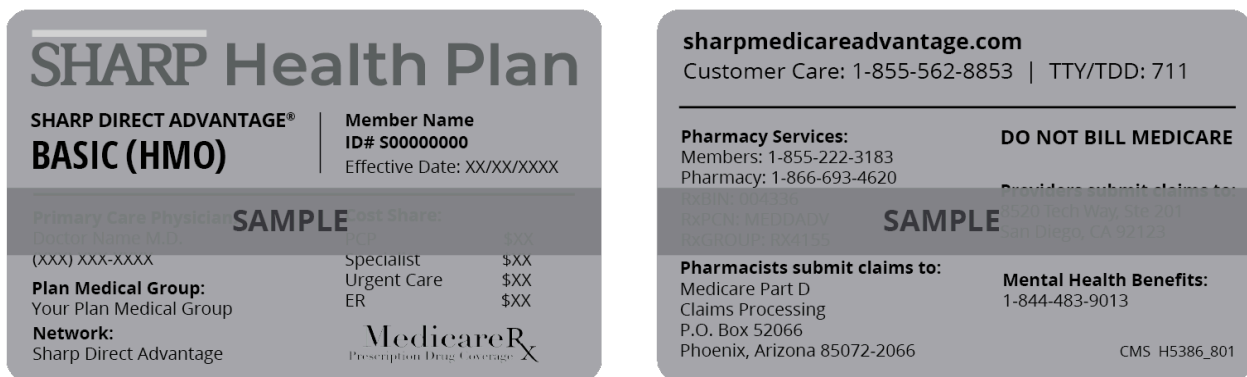 SHARP Health Plan
SHARP DIRECT ADVANTAGE®
BASIC (HMO)
Member Name
ID# S00000000
Effective Date: XX/XX/XXXX
Primary Care Physician
Doctor Name M.D.
(XXX) XXX-XXXX
Plan Medical Group:
Your Plan Medical Group
Network:
Sharp Direct Advantage
Cost Share:
PCP $XX
Specialist $XX
Urgent Care $XX
ER $XX
MedicareRx
Prescription Drug Coverage
SAMPLE
sharpmedicareadvantage.com
Customer Care: 1-855-562-8853 | TTY/TDD: 711
Pharmacy Services:
Members: 1-855-222-3183
Pharmacy: 1-866-693-4620
RxBIN: 004336
RxPCN: MEDDADV
RxGROUP: RX4155
Pharmacists submit claims to:
Medicare Part D
Claims Processing
P.O. Box 52066
Phoenix, Arizona 85072-2066
DO NOT BILL MEDICARE
Providers submit claims to:
8520 Tech Way, Ste 201
San Diego, CA 92123
Mental Health Benefits:
1-844-483-9013
CMS H5386_801
SAMPLE